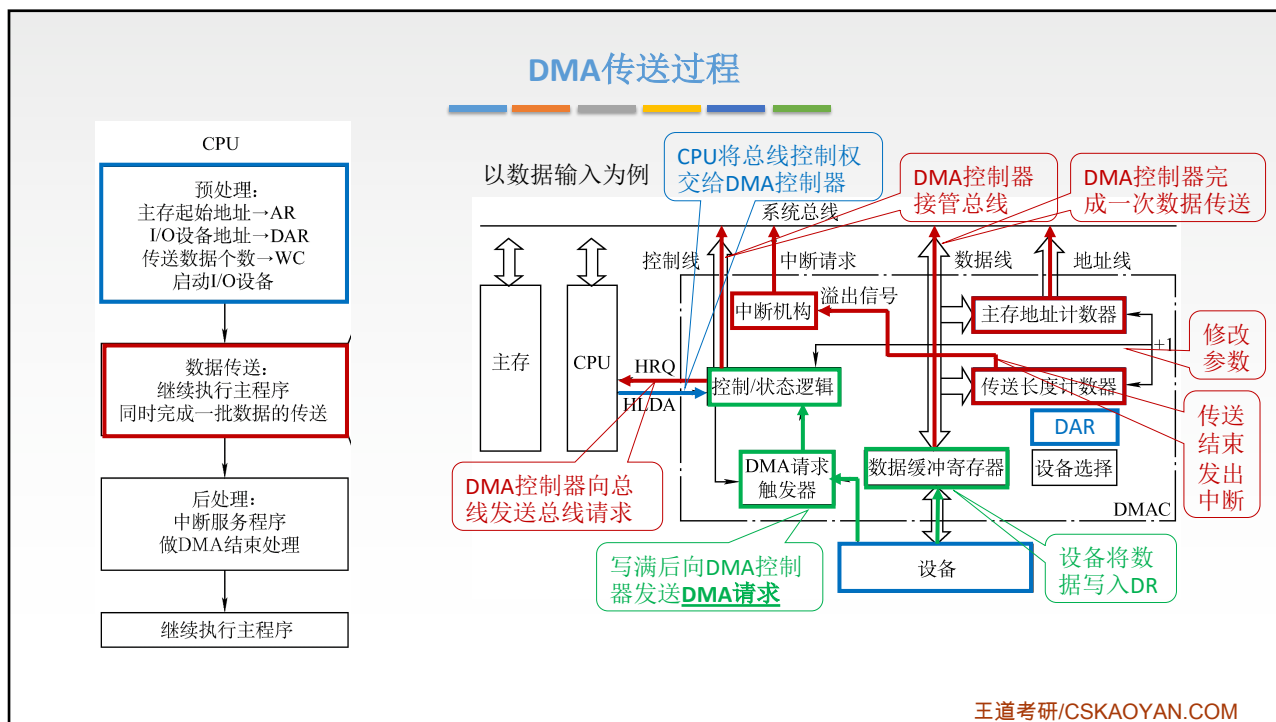 DMA传送过程
CPU
预处理：
主存起始地址→AR
I/O设备地址→DAR
传送数据个数→WC
启动I/O设备
数据传送：
继续执行主程序
同时完成一批数据的传送
后处理：
中断服务程序
做DMA结束处理
继续执行主程序
以数据输入为例
CPU将总线控制权
交给DMA控制器
DMA控制器
接管总线
DMA控制器完
成一次数据传送
系统总线
控制线
中断请求
数据线
地址线
主存
CPU
中断机构
溢出信号
主存地址计数器
+1
修改
参数
HRQ
HLDA
控制/状态逻辑
传送长度计数器
DAR
设备选择
传送
结束
发出
中断
DMA请求
触发器
数据缓冲寄存器
DMAC
DMA控制器向总
线发送总线请求
写满后向DMA控制
器发送DMA请求
设备
设备将数
据写入DR
王道考研/CSKAOYAN.COM